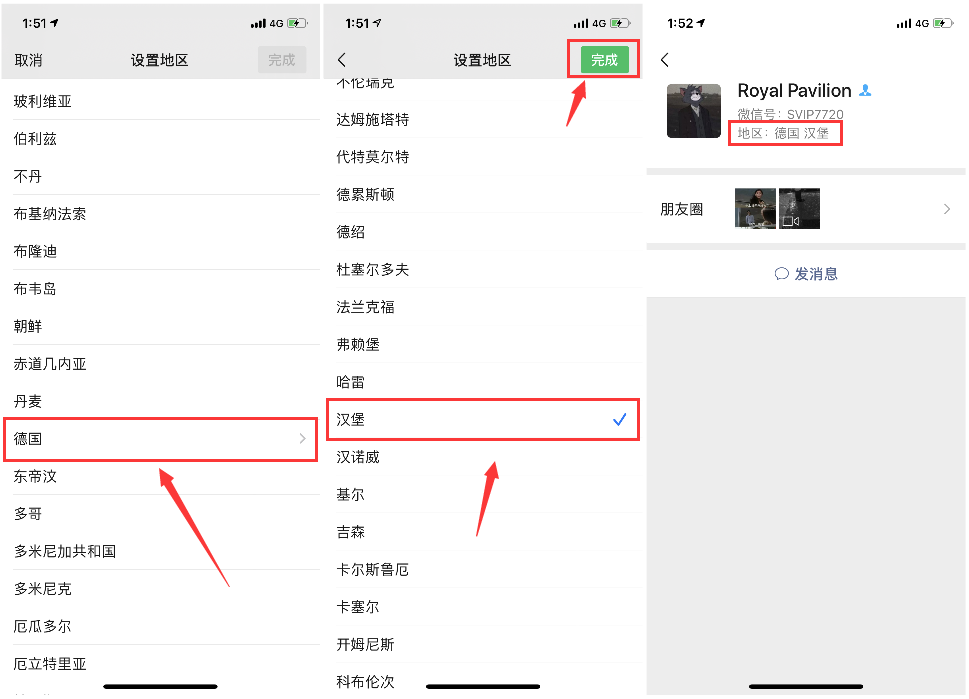 1:51
4G
取消
设置地区
完成
玻利维亚
伯利兹
不丹
布基纳法索
布隆迪
布韦岛
朝鲜
赤道几内亚
丹麦
德国
东帝汶
多哥
多米尼加共和国
多米尼克
厄瓜多尔
厄立特里亚
1:51
4G
设置地区
完成
不伦瑞克
达姆施塔特
代特莫尔特
德累斯顿
德绍
杜塞尔多夫
法兰克福
弗赖堡
哈雷
汉堡
汉诺威
基尔
吉森
卡尔斯鲁厄
卡塞尔
开姆尼斯
科布伦次
1:52
4G
Royal Pavilion
微信号：SVIP7720
地区：德国 汉堡
朋友圈
发消息